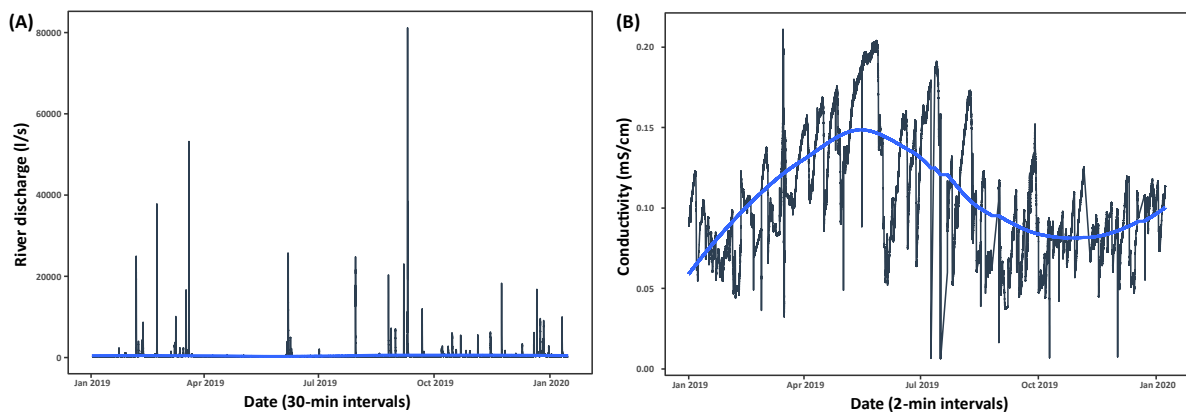 (A)
River discharge (l/s)
80000
60000
40000
20000
0
Jan 2019 Apr 2019 Jul 2019 Oct 2019 Jan 2020
Date (30-min intervals)
(B)
Conductivity (mS/cm)
0.20
0.15
0.10
0.05
0.00
Jan 2019 Apr 2019 Jul 2019 Oct 2019 Jan 2020
Date (2-min intervals)